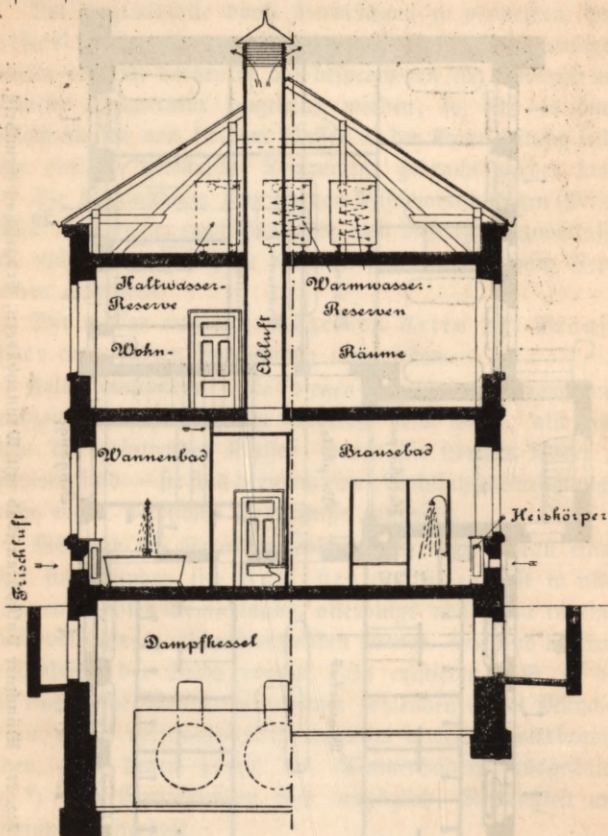 Kaltwasser-
Reserve
Warmwasser-
Reserven
Wohn-
Abluft
Räume
Wannenbad
Brausebad
Frischluft
Heizkörper
Dampfkessel